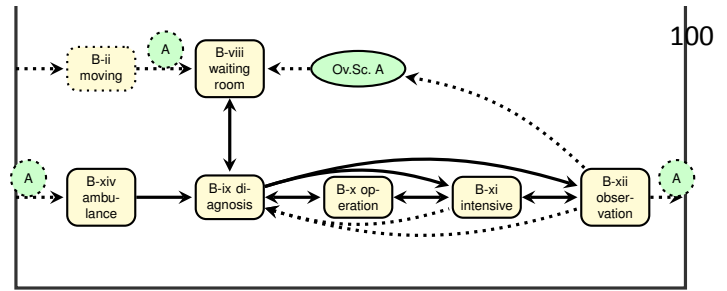 100
A
B-ii
moving
B-viii
waiting
room
Ov.Sc. A
A
B-xiv
ambu-
lance
B-ix di-
agnosis
B-x op-
eration
B-xi
intensive
B-xii
obser-
vation
A